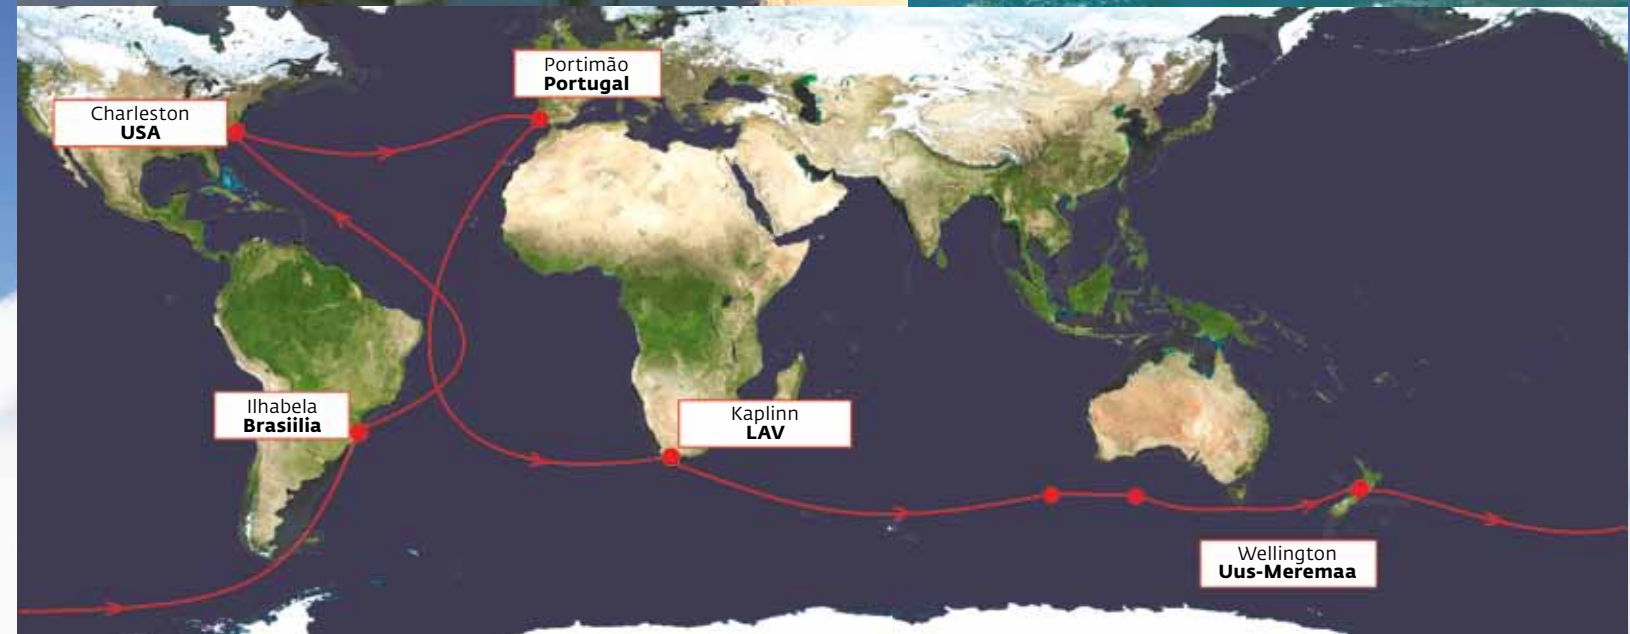 Portimão
Portugal
Charleston
USA
Ilhabela
Brasiilia
Kaplinn
LAV
Wellington
Uus-Meremaa